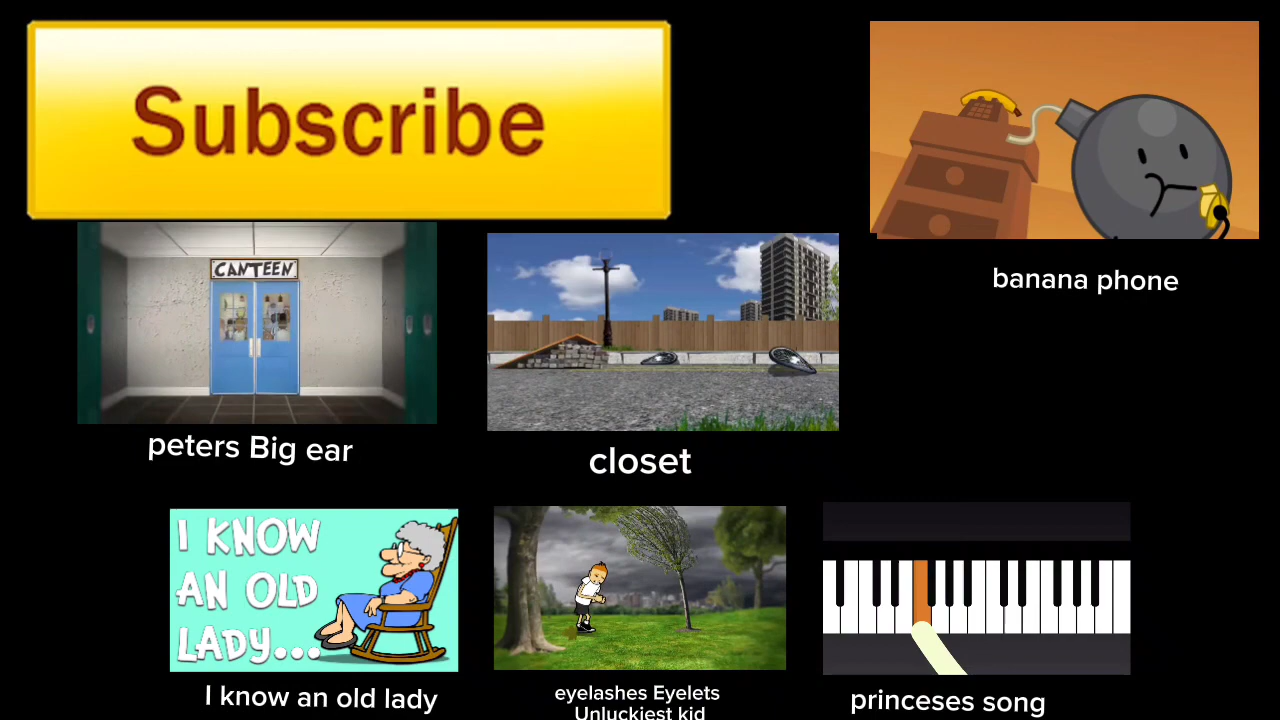 Subscribe
banana phone
CANTEEN
peters Big ear
closet
I KNOW
AN OLD
LADY...
I know an old lady
eyelashes Eyelets
Unluckiest kid
princeses song